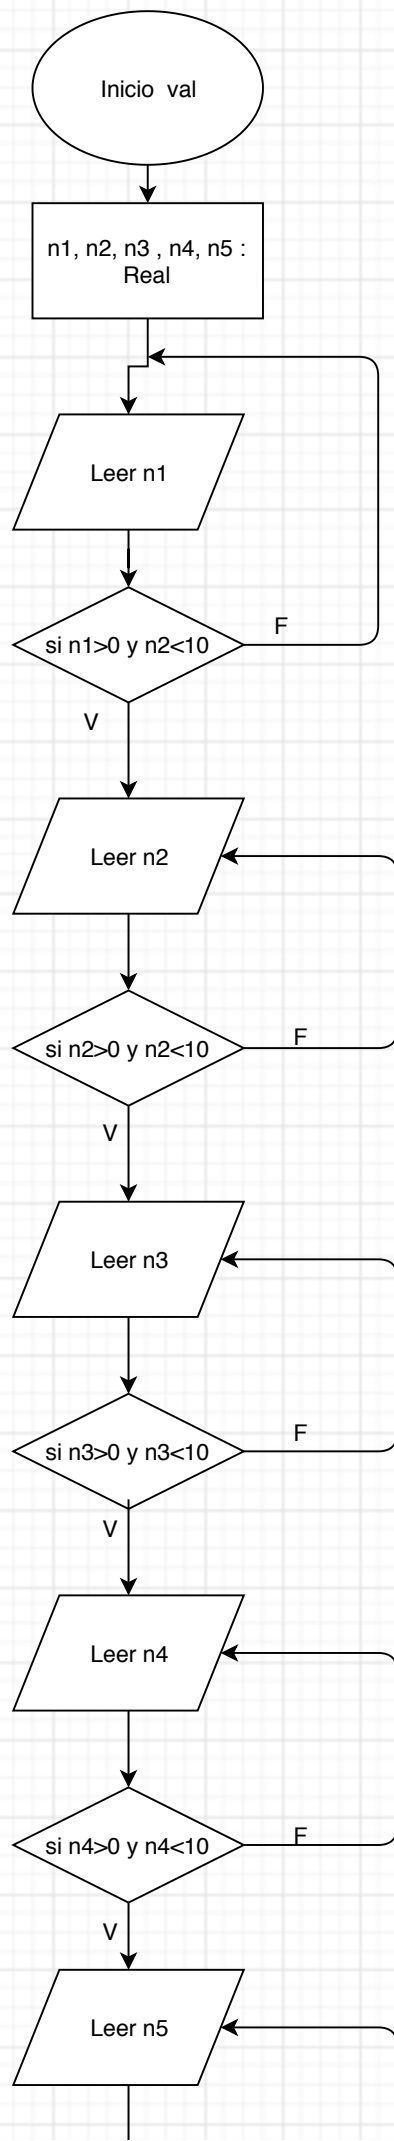 Inicio val
n1, n2, n3 , n4, n5 :
Real
Leer n1
si n1>0 y n2<10
F
V
Leer n2
si n2>0 y n2<10
F
V
Leer n3
si n3>0 y n3<10
F
V
Leer n4
si n4>0 y n4<10
F
V
Leer n5